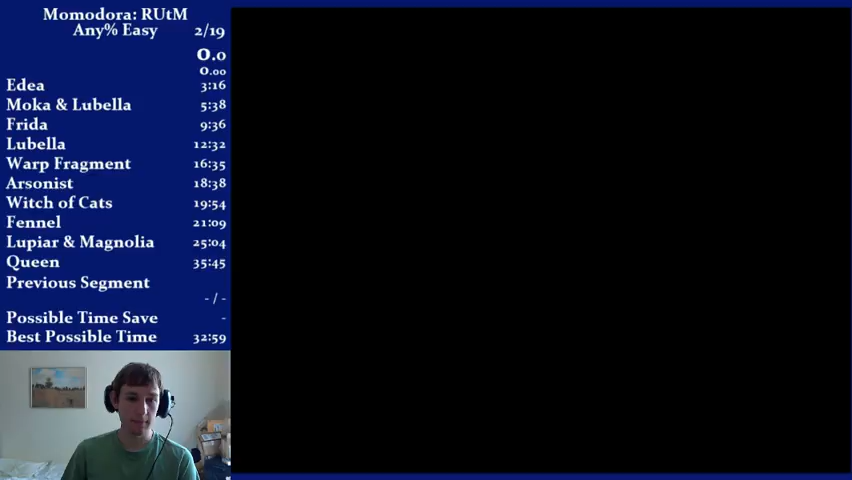 Momodora: RUtM
Any% Easy 2/19
0.0
0.00
Edea 3:16
Moka & Lubella 5:38
Frida 9:36
Lubella 12:32
Warp Fragment 16:35
Arsonist 18:38
Witch of Cats 19:54
Fennel 21:09
Lupiar & Magnolia 25:04
Queen 35:45
Previous Segment
- / -
Possible Time Save -
Best Possible Time 32:59